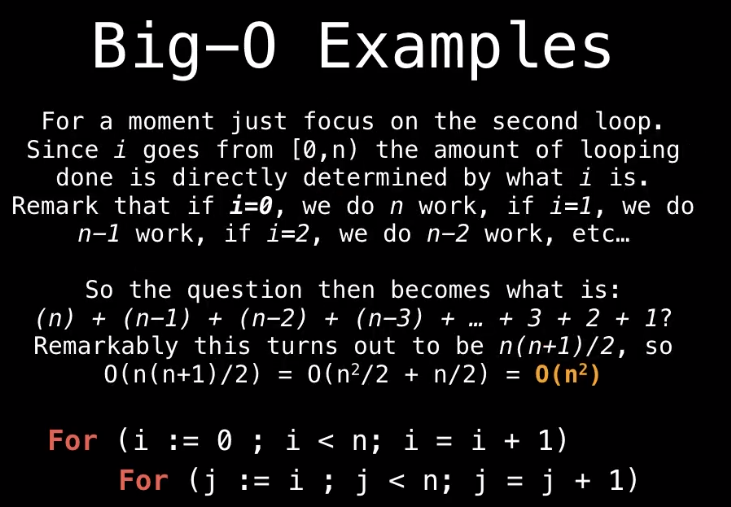 Big-O Examples
For a moment just focus on the second loop.
Since i goes from [0,n) the amount of looping
done is directly determined by what i is.
Remark that if i=0, we do n work, if i=1, we do
n-1 work, if i=2, we do n-2 work, etc…
So the question then becomes what is:
(n) + (n-1) + (n-2) + (n-3) + … + 3 + 2 + 1?
Remarkably this turns out to be n(n+1)/2, so
O(n(n+1)/2) = O(n²/2 + n/2) = O(n²)
For (i := 0 ; i < n; i = i + 1)
For (j := i ; j < n; j = j + 1)